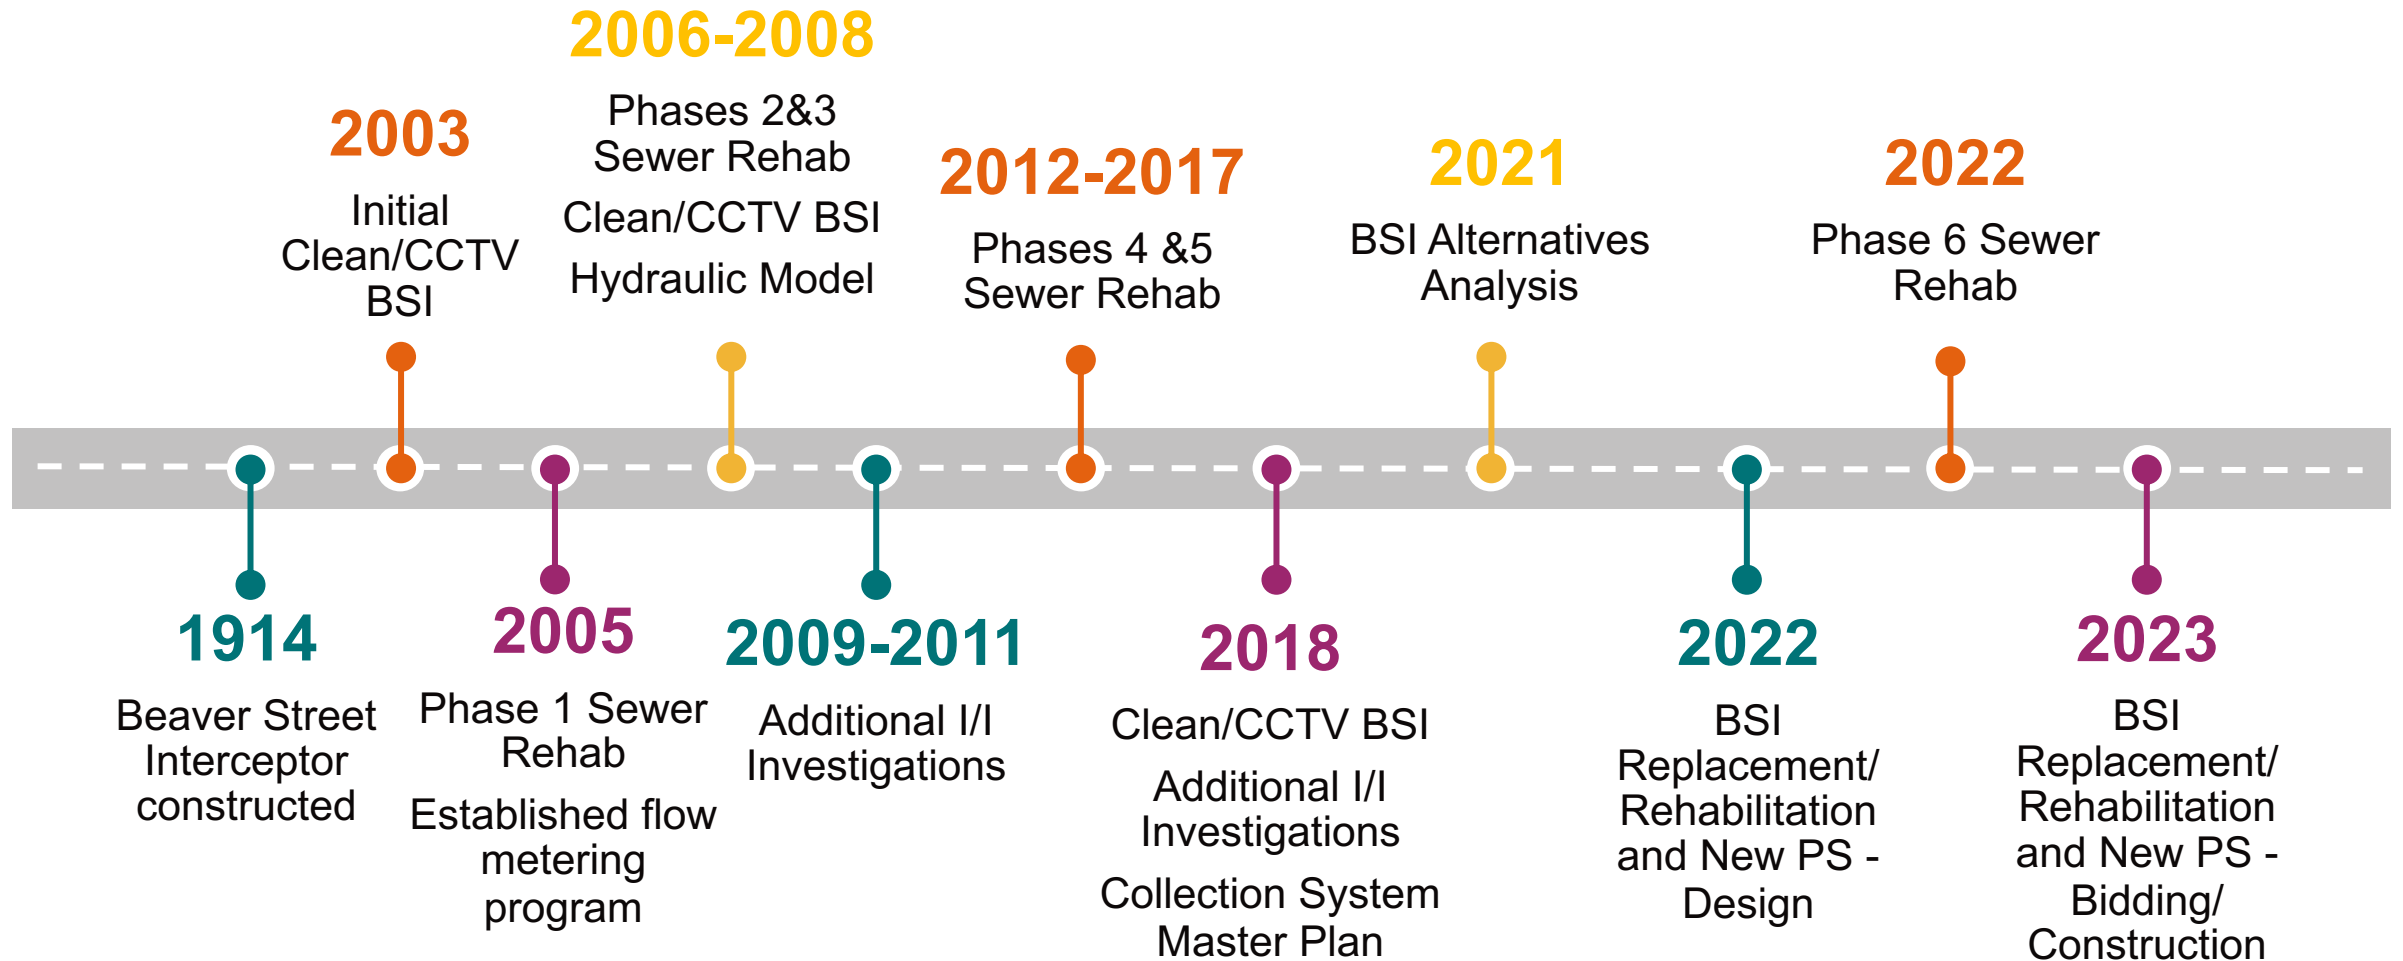 2006-2008
Phases 2&3
Sewer Rehab
Clean/CCTV BSI
Hydraulic Model
2003
Initial
Clean/CCTV
BSI
2012-2017
Phases 4 &5
Sewer Rehab
2021
BSI Alternatives
Analysis
2022
Phase 6 Sewer
Rehab
1914
Beaver Street
Interceptor
constructed
2005
Phase 1 Sewer
Rehab
Established flow
metering
program
2009-2011
Additional I/I
Investigations
2018
Clean/CCTV BSI
Additional I/I
Investigations
Collection System
Master Plan
2022
BSI
Replacement/
Rehabilitation
and New PS -
Design
2023
BSI
Replacement/
Rehabilitation
and New PS -
Bidding/
Construction